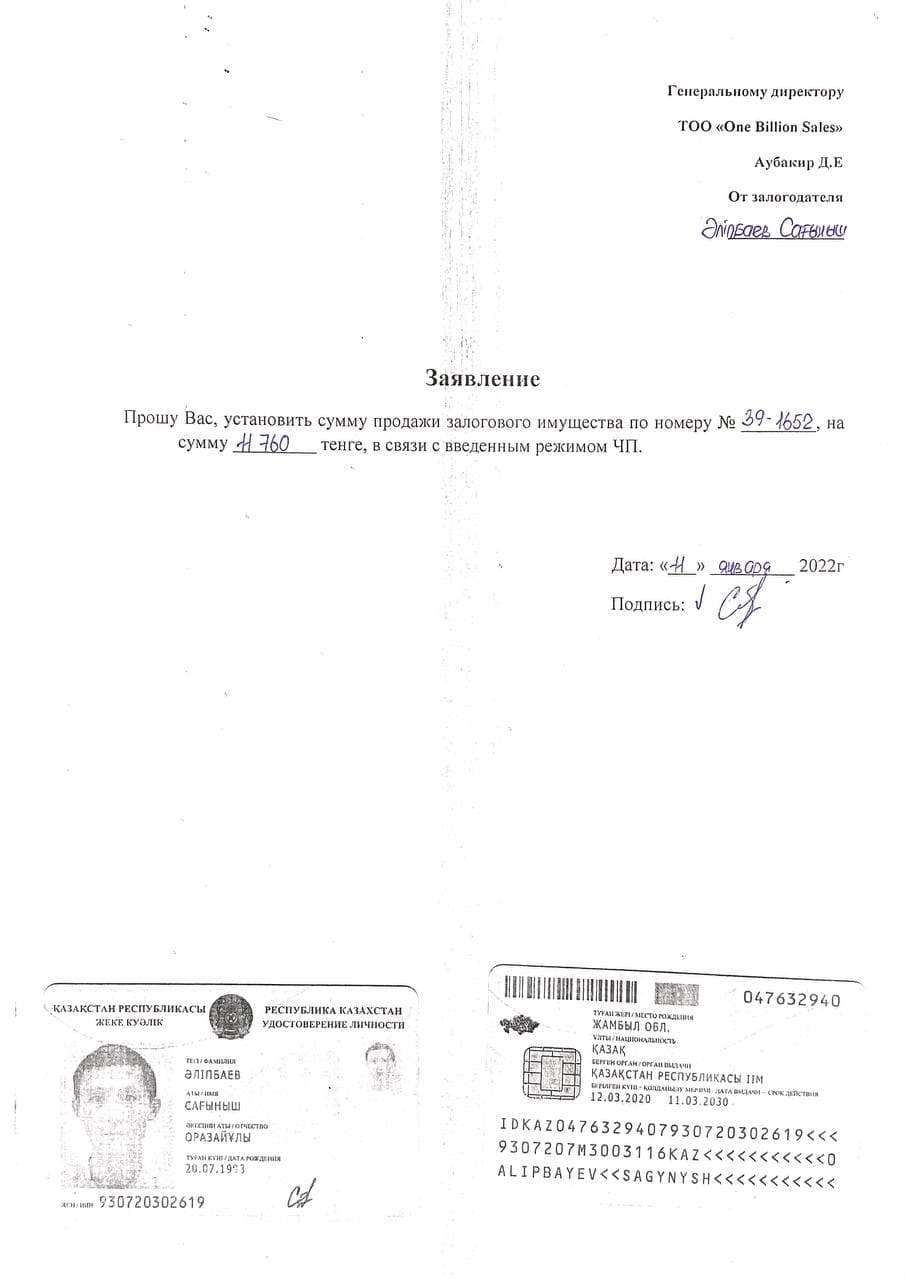 Генеральному директору
ТОО «One Billion Sales»
Аубакир Д.Е
От залогодателя
Әліпбаев Сағыныш
Заявление
Прошу Вас, установить сумму продажи залогового имущества по номеру № 39-1652, на
сумму 11 760 тенге, в связи с введенным режимом ЧП.
Дата: «11» января 2022г
Подпись:
ҚАЗАҚСТАН РЕСПУБЛИКАСЫ
ЖЕКЕ КУӘЛІК
РЕСПУБЛИКА КАЗАХСТАН
УДОСТОВЕРЕНИЕ ЛИЧНОСТИ
ТЕГІ / ФАМИЛИЯ
ӘЛІПБАЕВ
АТЫ / ИМЯ
САҒЫНЫШ
ӘКЕСІНІҢ АТЫ / ОТЧЕСТВО
ОРАЗАЙҰЛЫ
ТУҒАН КҮНІ / ДАТА РОЖДЕНИЯ
20.07.1993
ЖСН / ИИН 930720302619
047632940
ТУҒАН ЖЕРІ / МЕСТО РОЖДЕНИЯ
ЖАМБЫЛ ОБЛ.
ҰЛТЫ / НАЦИОНАЛЬНОСТЬ
ҚАЗАҚ
БЕРГЕН ОРГАН / ОРГАН ВЫДАЧИ
ҚАЗАҚСТАН РЕСПУБЛИКАСЫ ІІМ
БЕРІЛГЕН КҮНІ - ҚОЛДАНЫЛУ МЕРЗІМІ / ДАТА ВЫДАЧИ - СРОК ДЕЙСТВИЯ
12.03.2020 11.03.2030
IDKAZ0476329407930720302619<<<
9307207M3003116KAZ<<<<<<<<<<<0
ALIPBAYEV<<SAGYNYSH<<<<<<<<<<<